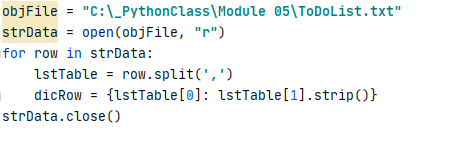 objFile = "C:\_PythonClass\Module 05\ToDoList.txt"
strData = open(objFile, "r")
for row in strData:
    lstTable = row.split(',')
    dicRow = {lstTable[0]: lstTable[1].strip()}
strData.close()